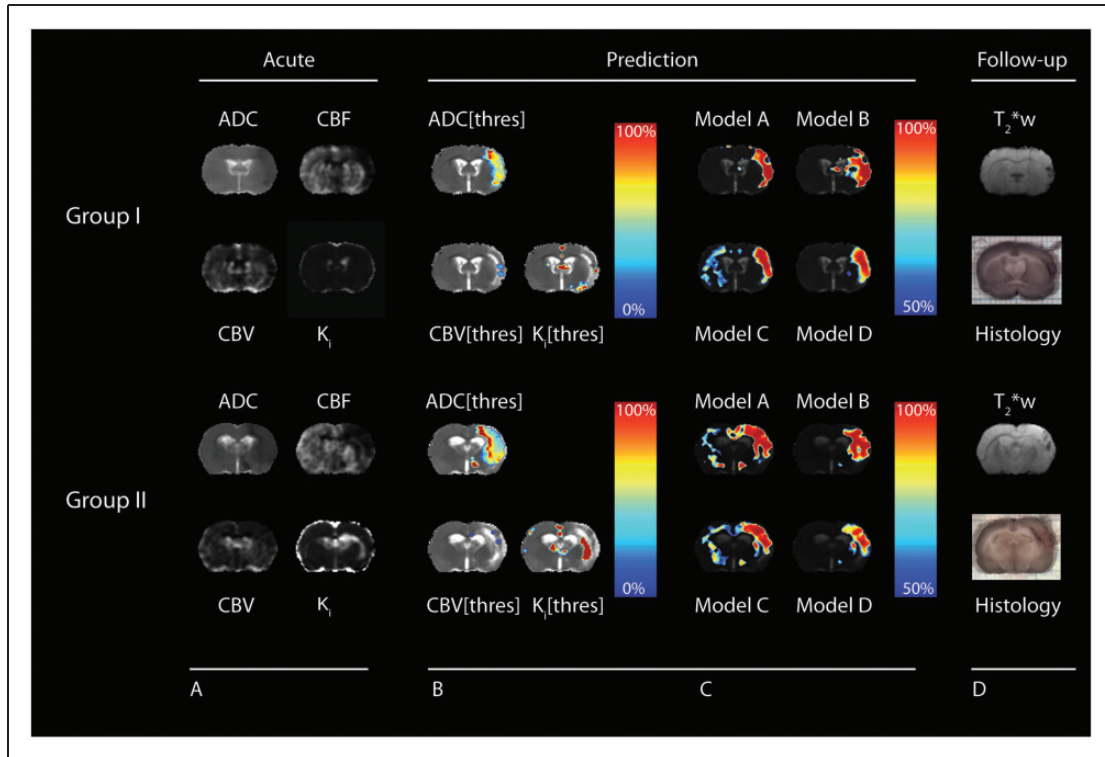 Acute Prediction Follow-up
ADC CBF ADC[thres] 100% Model A Model B 100% T₂*w
Group I
0% 50%
CBV Kᵢ CBV[thres] Kᵢ[thres] Model C Model D Histology
ADC CBF ADC[thres] 100% Model A Model B 100% T₂*w
Group II
0% 50%
CBV Kᵢ CBV[thres] Kᵢ[thres] Model C Model D Histology
A B C D